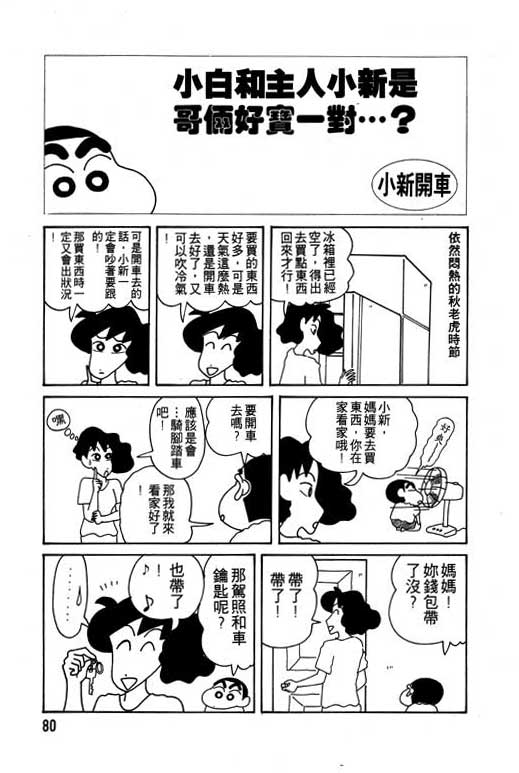 小白和主人小新是
哥倆好寶一對…？
小新開車
依然悶熱的秋老虎時節
冰箱裡已經
空了，得出
去買點東西
回來才行！
要買的東西
好多，可是
天氣這麼熱
，還是開車
去好了，又
可以吹冷氣
！
可是開車去的
話，小新一
定會吵著要跟
的！
那買東西時一
定又會出狀況
！
好爽
小新，
媽媽要去買
東西，你在
家看家哦！
要開車
去嗎？
應該是會
…騎腳踏車
吧！
那我就來
看家好了
嘿
媽媽！
妳錢包帶
了沒？
帶了！
帶了！
那駕照和車
鑰匙呢？
也帶了
♪
！
♪
………
……
80